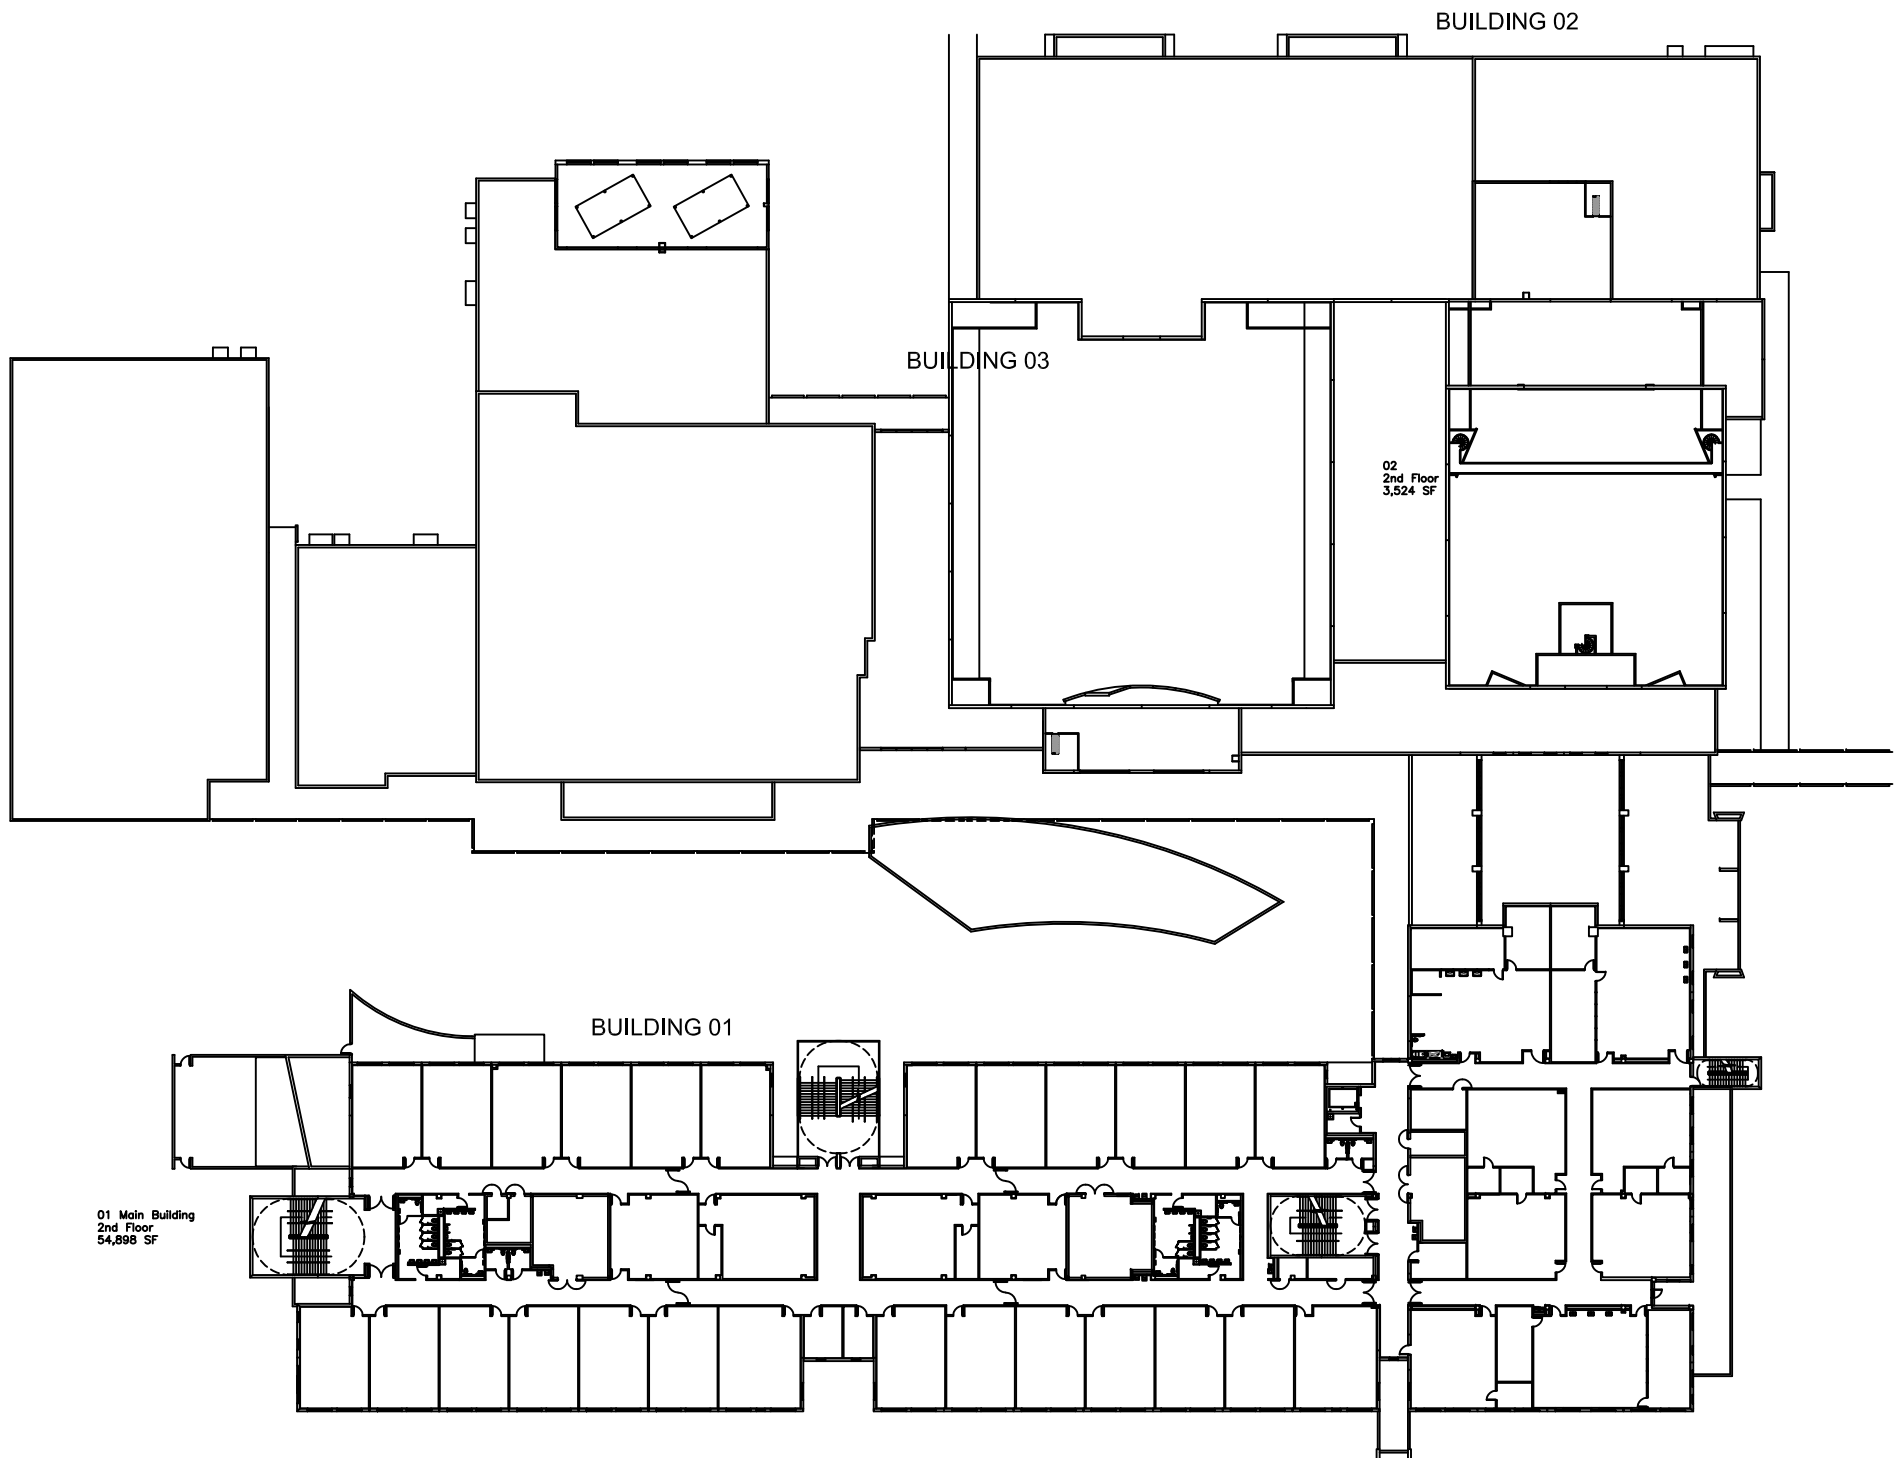 BUILDING 02
BUILDING 03
02
2nd Floor
3,524 SF
BUILDING 01
01 Main Building
2nd Floor
54,898 SF